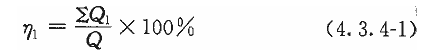 η₁ = ΣQ₁ / Q × 100% (4.3.4-1)